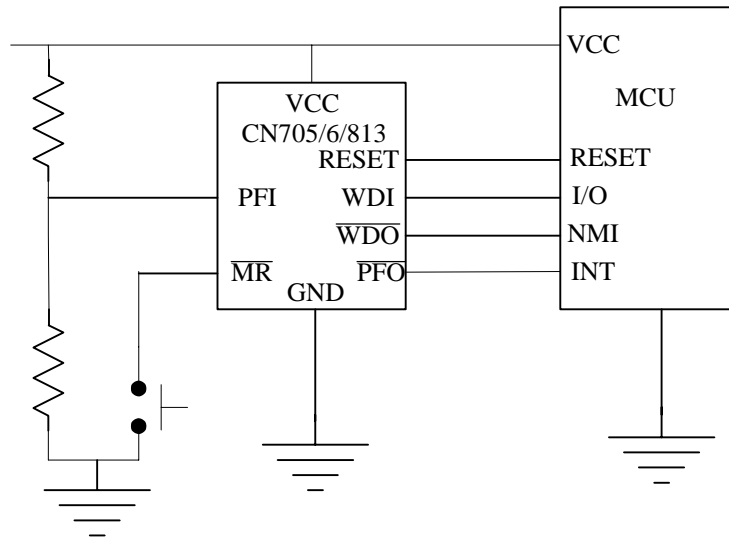 VCC
MCU
VCC
CN705/6/813
RESET
RESET
PFI
WDI
I/O
WDO
NMI
MR
PFO
INT
GND